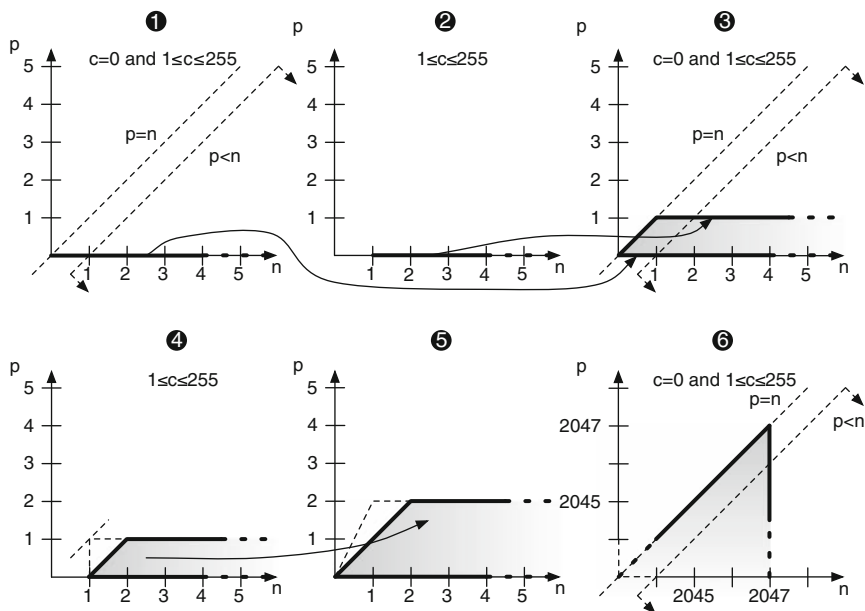 ❶ ❷ ❸
p p p
c=0 and 1≤c≤255 1≤c≤255 c=0 and 1≤c≤255
5 5 5
4 4 4
p=n p=n
3 3 3
p<n p<n
2 2 2
1 1 1
1 2 3 4 5 n 1 2 3 4 5 n 1 2 3 4 5 n
❹ ❺ ❻
p p p
1≤c≤255 c=0 and 1≤c≤255
5 5 p=n
p<n
4 4 2047
3 3
2 2 2045
1 1
1 2 3 4 5 n 1 2 3 4 5 n 2045 2047 n